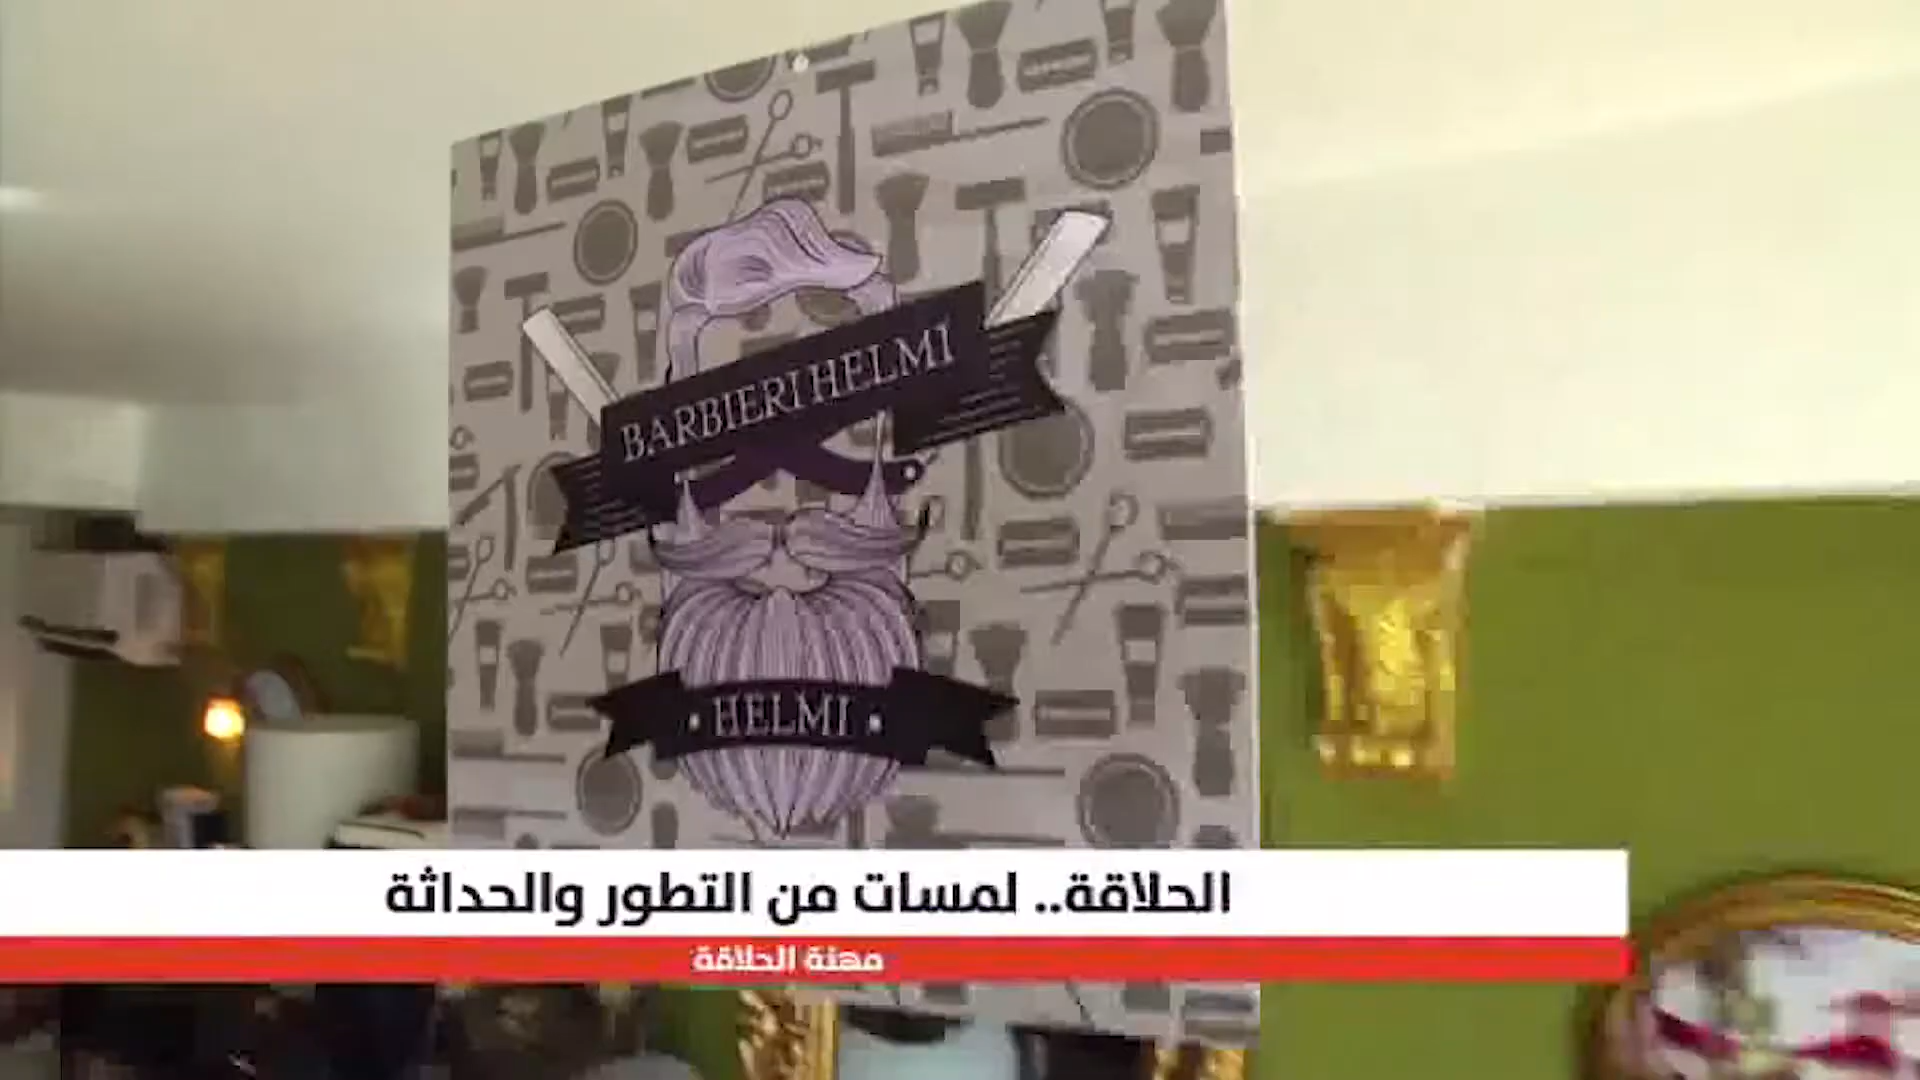 BARBIERI HELMI
• HELMI •
الحلاقة.. لمسات من التطور والحداثة
مهنة الحلاقة